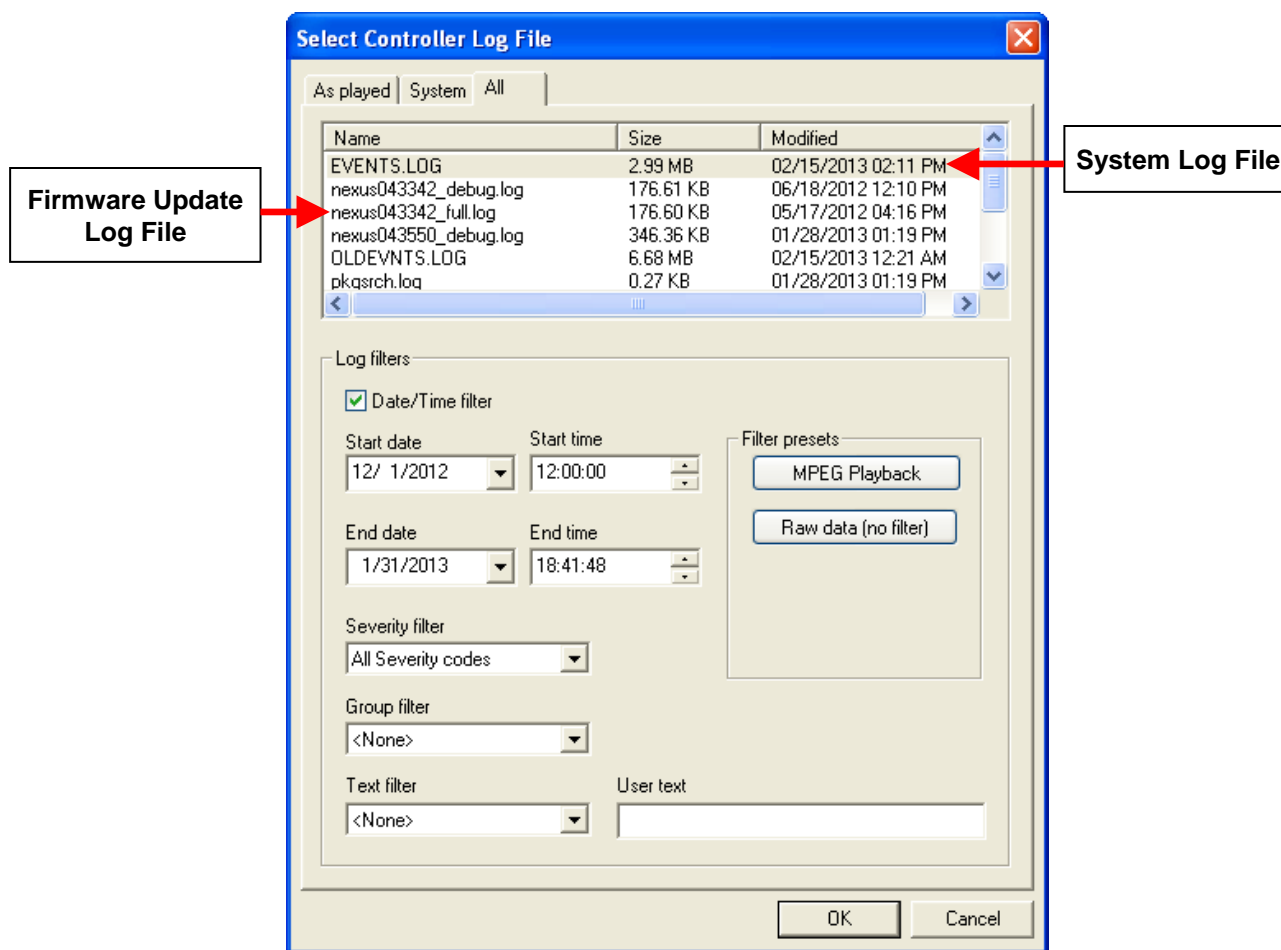 Select Controller Log File
As played System All
Name Size Modified
EVENTS.LOG 2.99 MB 02/15/2013 02:11 PM
nexus043342_debug.log 176.61 KB 06/18/2012 12:10 PM
nexus043342_full.log 176.60 KB 05/17/2012 04:16 PM
nexus043550_debug.log 346.36 KB 01/28/2013 01:19 PM
OLDEVNTS.LOG 6.68 MB 02/15/2013 12:21 AM
pkgsrch.log 0.27 KB 01/28/2013 01:19 PM
System Log File
Firmware Update
Log File
Log filters
Date/Time filter
Start date Start time
12/ 1/2012 12:00:00
End date End time
1/31/2013 18:41:48
Filter presets
MPEG Playback
Raw data (no filter)
Severity filter
All Severity codes
Group filter
<None>
Text filter User text
<None>
OK Cancel